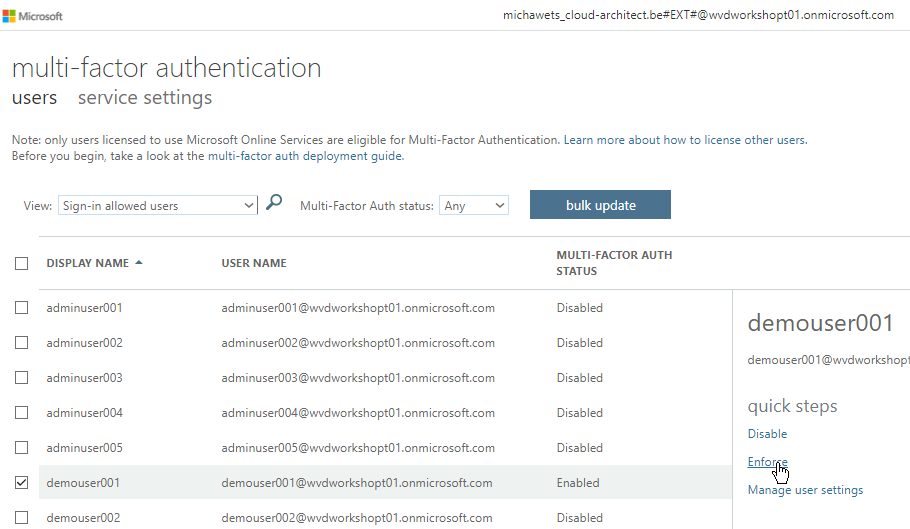 Microsoft
michawets_cloud-architect.be#EXT#@wvdworkshopt01.onmicrosoft.com
multi-factor authentication
users service settings
Note: only users licensed to use Microsoft Online Services are eligible for Multi-Factor Authentication. Learn more about how to license other users.
Before you begin, take a look at the multi-factor auth deployment guide.
View: Sign-in allowed users Multi-Factor Auth status: Any bulk update
DISPLAY NAME USER NAME MULTI-FACTOR AUTH
STATUS
adminuser001 adminuser001@wvdworkshopt01.onmicrosoft.com Disabled
adminuser002 adminuser002@wvdworkshopt01.onmicrosoft.com Disabled
adminuser003 adminuser003@wvdworkshopt01.onmicrosoft.com Disabled
adminuser004 adminuser004@wvdworkshopt01.onmicrosoft.com Disabled
adminuser005 adminuser005@wvdworkshopt01.onmicrosoft.com Disabled
demouser001 demouser001@wvdworkshopt01.onmicrosoft.com Enabled
demouser002 demouser002@wvdworkshopt01.onmicrosoft.com Disabled
demouser001
demouser001@wvdworkshopt
quick steps
Disable
Enforce
Manage user settings